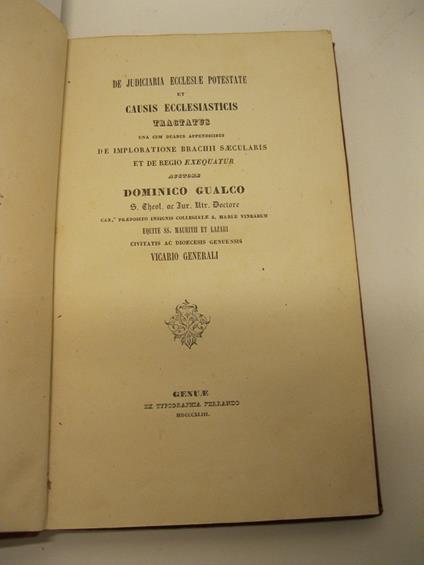 DE JUDICIARIA ECCLESIÆ POTESTATE
ET
CAUSIS ECCLESIASTICIS
TRACTATUS
UNA CUM DUABUS APPENDICIBUS
DE IMPLORATIONE BRACHII SÆCULARIS
ET DE REGIO EXEQUATUR
AUCTORE
DOMINICO GUALCO
S. Theol. ac Jur. Utr. Doctore
CAN.° PRÆPOSITO INSIGNIS COLLEGIATÆ S. MARIÆ VINEARUM
EQUITE SS. MAURITII ET LAZARI
CIVITATIS AC DIOECESIS GENUENSIS
VICARIO GENERALI
GENUÆ
EX TYPOGRAPHIA FERRANDO
MDCCCXLIII.